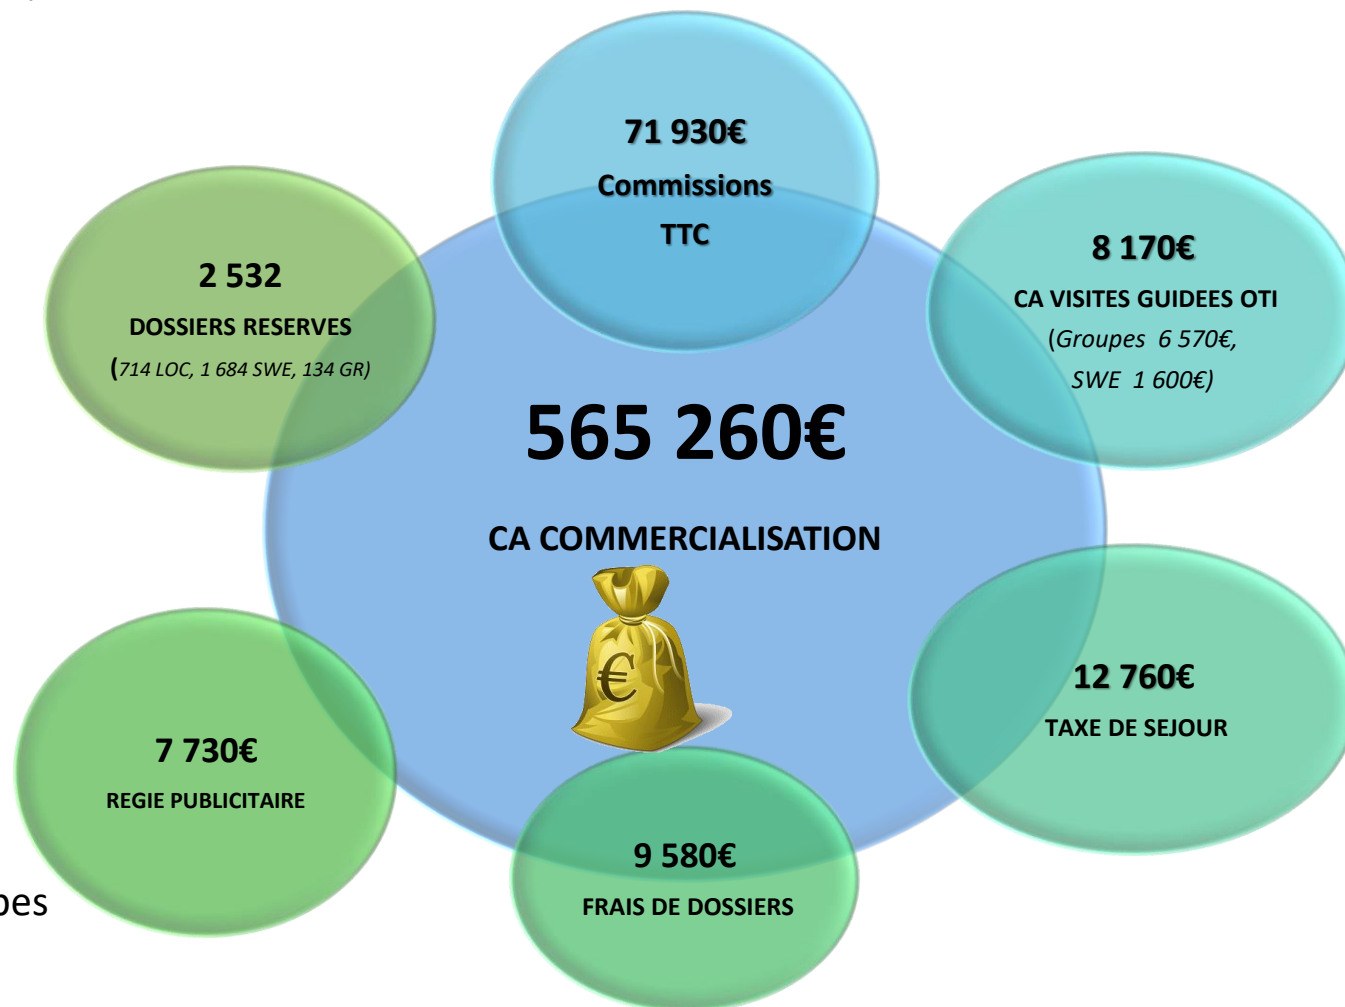 71 930€
Commissions
TTC
2 532
DOSSIERS RESERVES
(714 LOC, 1 684 SWE, 134 GR)
8 170€
CA VISITES GUIDEES OTI
(Groupes 6 570€,
SWE 1 600€)
565 260€
CA COMMERCIALISATION
€
12 760€
TAXE DE SEJOUR
7 730€
REGIE PUBLICITAIRE
9 580€
FRAIS DE DOSSIERS
pes